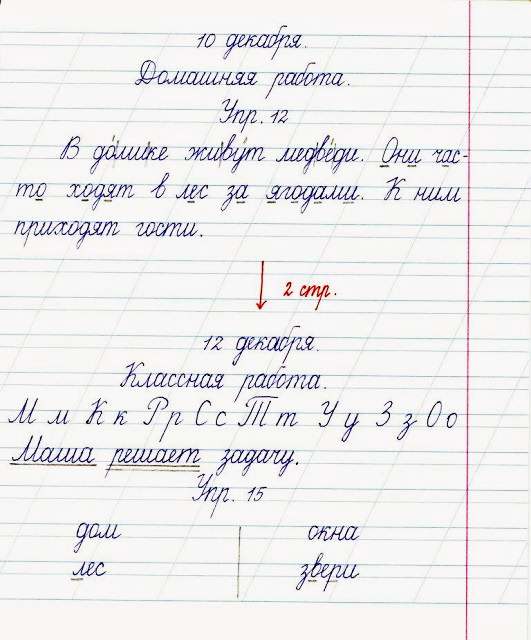 10 декабря.
Домашняя работа.
Упр. 12
В домике живут медведи. Они час-
то ходят в лес за ягодами. К ним
приходят гости.
2 стр.
12 декабря.
Классная работа.
М м К к Р р С с Т т У у З з О о
Маша решает задачу.
Упр. 15
дом окна
лес звери